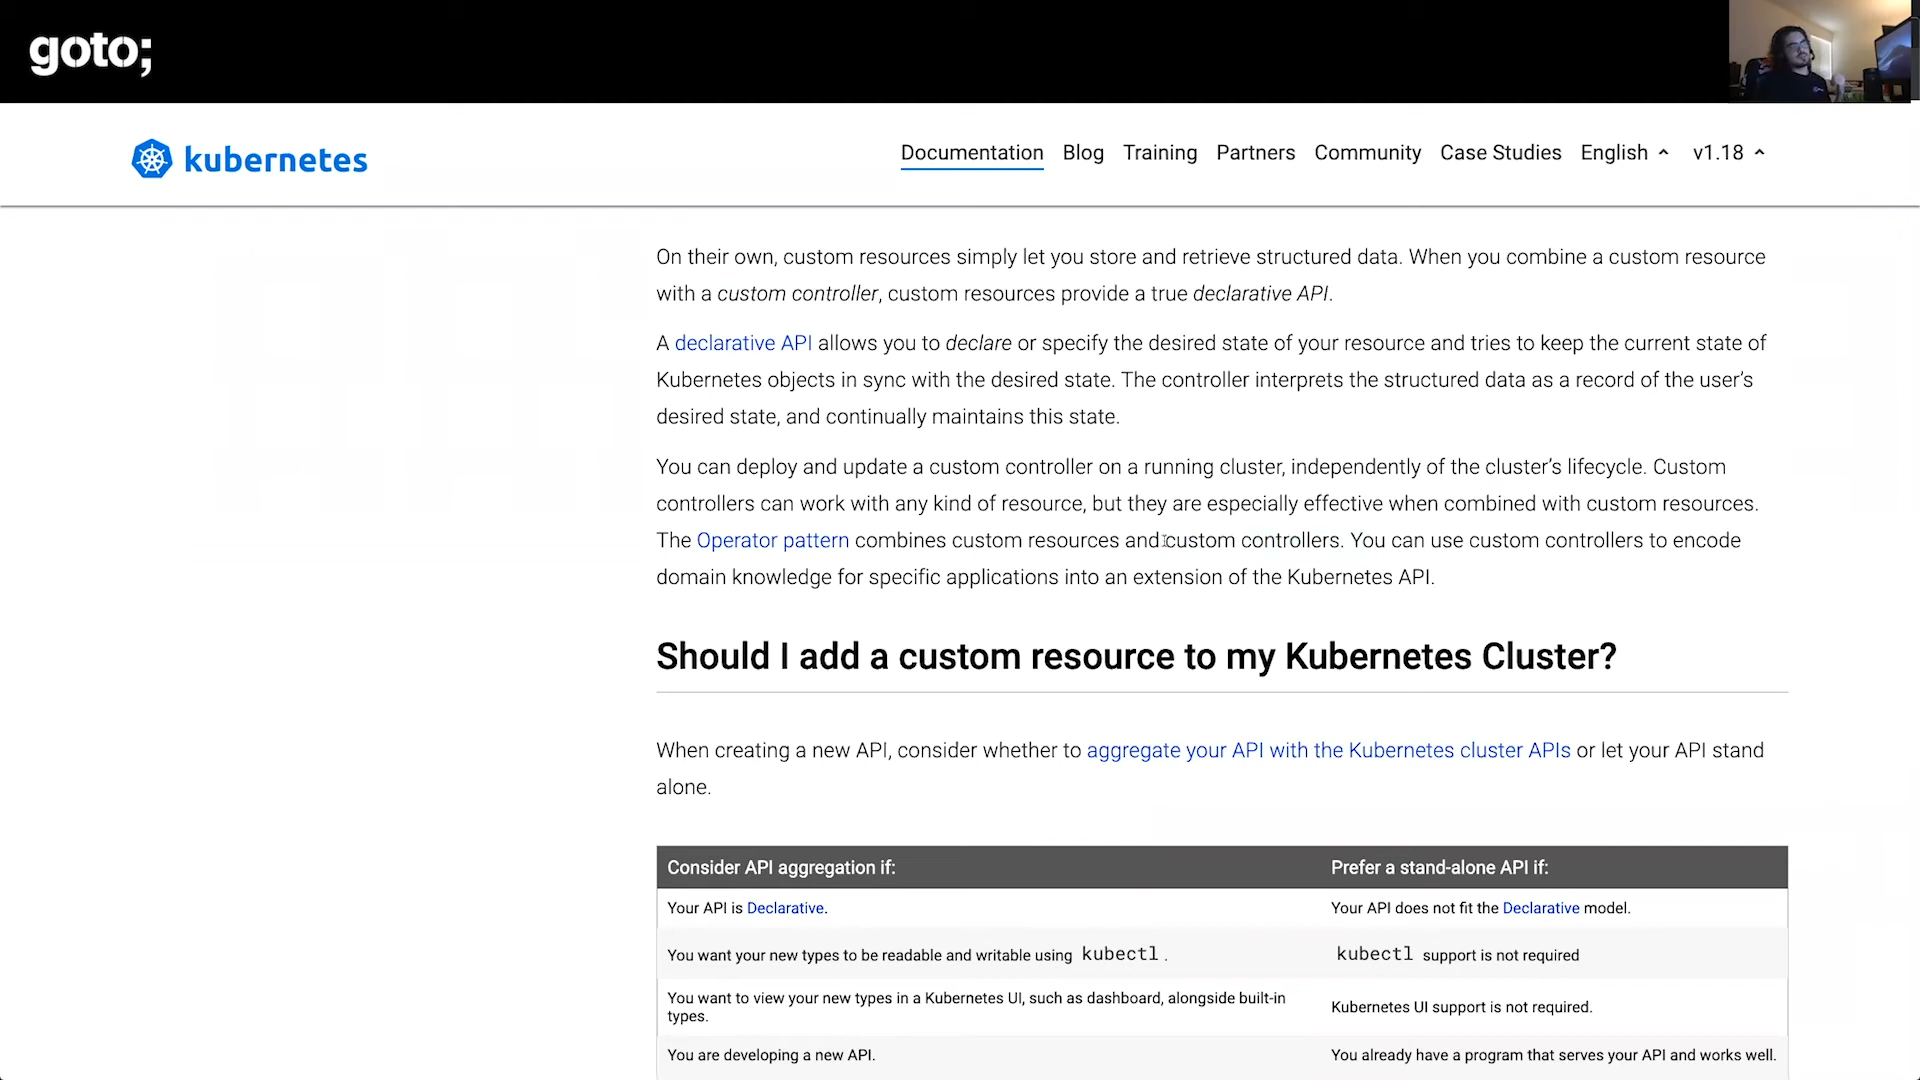 goto;
kubernetes
Documentation Blog Training Partners Community Case Studies English v1.18
On their own, custom resources simply let you store and retrieve structured data. When you combine a custom resource
with a custom controller, custom resources provide a true declarative API.
A declarative API allows you to declare or specify the desired state of your resource and tries to keep the current state of
Kubernetes objects in sync with the desired state. The controller interprets the structured data as a record of the user’s
desired state, and continually maintains this state.
You can deploy and update a custom controller on a running cluster, independently of the cluster’s lifecycle. Custom
controllers can work with any kind of resource, but they are especially effective when combined with custom resources.
The Operator pattern combines custom resources and custom controllers. You can use custom controllers to encode
domain knowledge for specific applications into an extension of the Kubernetes API.
Should I add a custom resource to my Kubernetes Cluster?
When creating a new API, consider whether to aggregate your API with the Kubernetes cluster APIs or let your API stand
alone.
Consider API aggregation if: Prefer a stand-alone API if:
Your API is Declarative. Your API does not fit the Declarative model.
You want your new types to be readable and writable using kubectl. kubectl support is not required
You want to view your new types in a Kubernetes UI, such as dashboard, alongside built-in
types.
Kubernetes UI support is not required.
You are developing a new API. You already have a program that serves your API and works well.